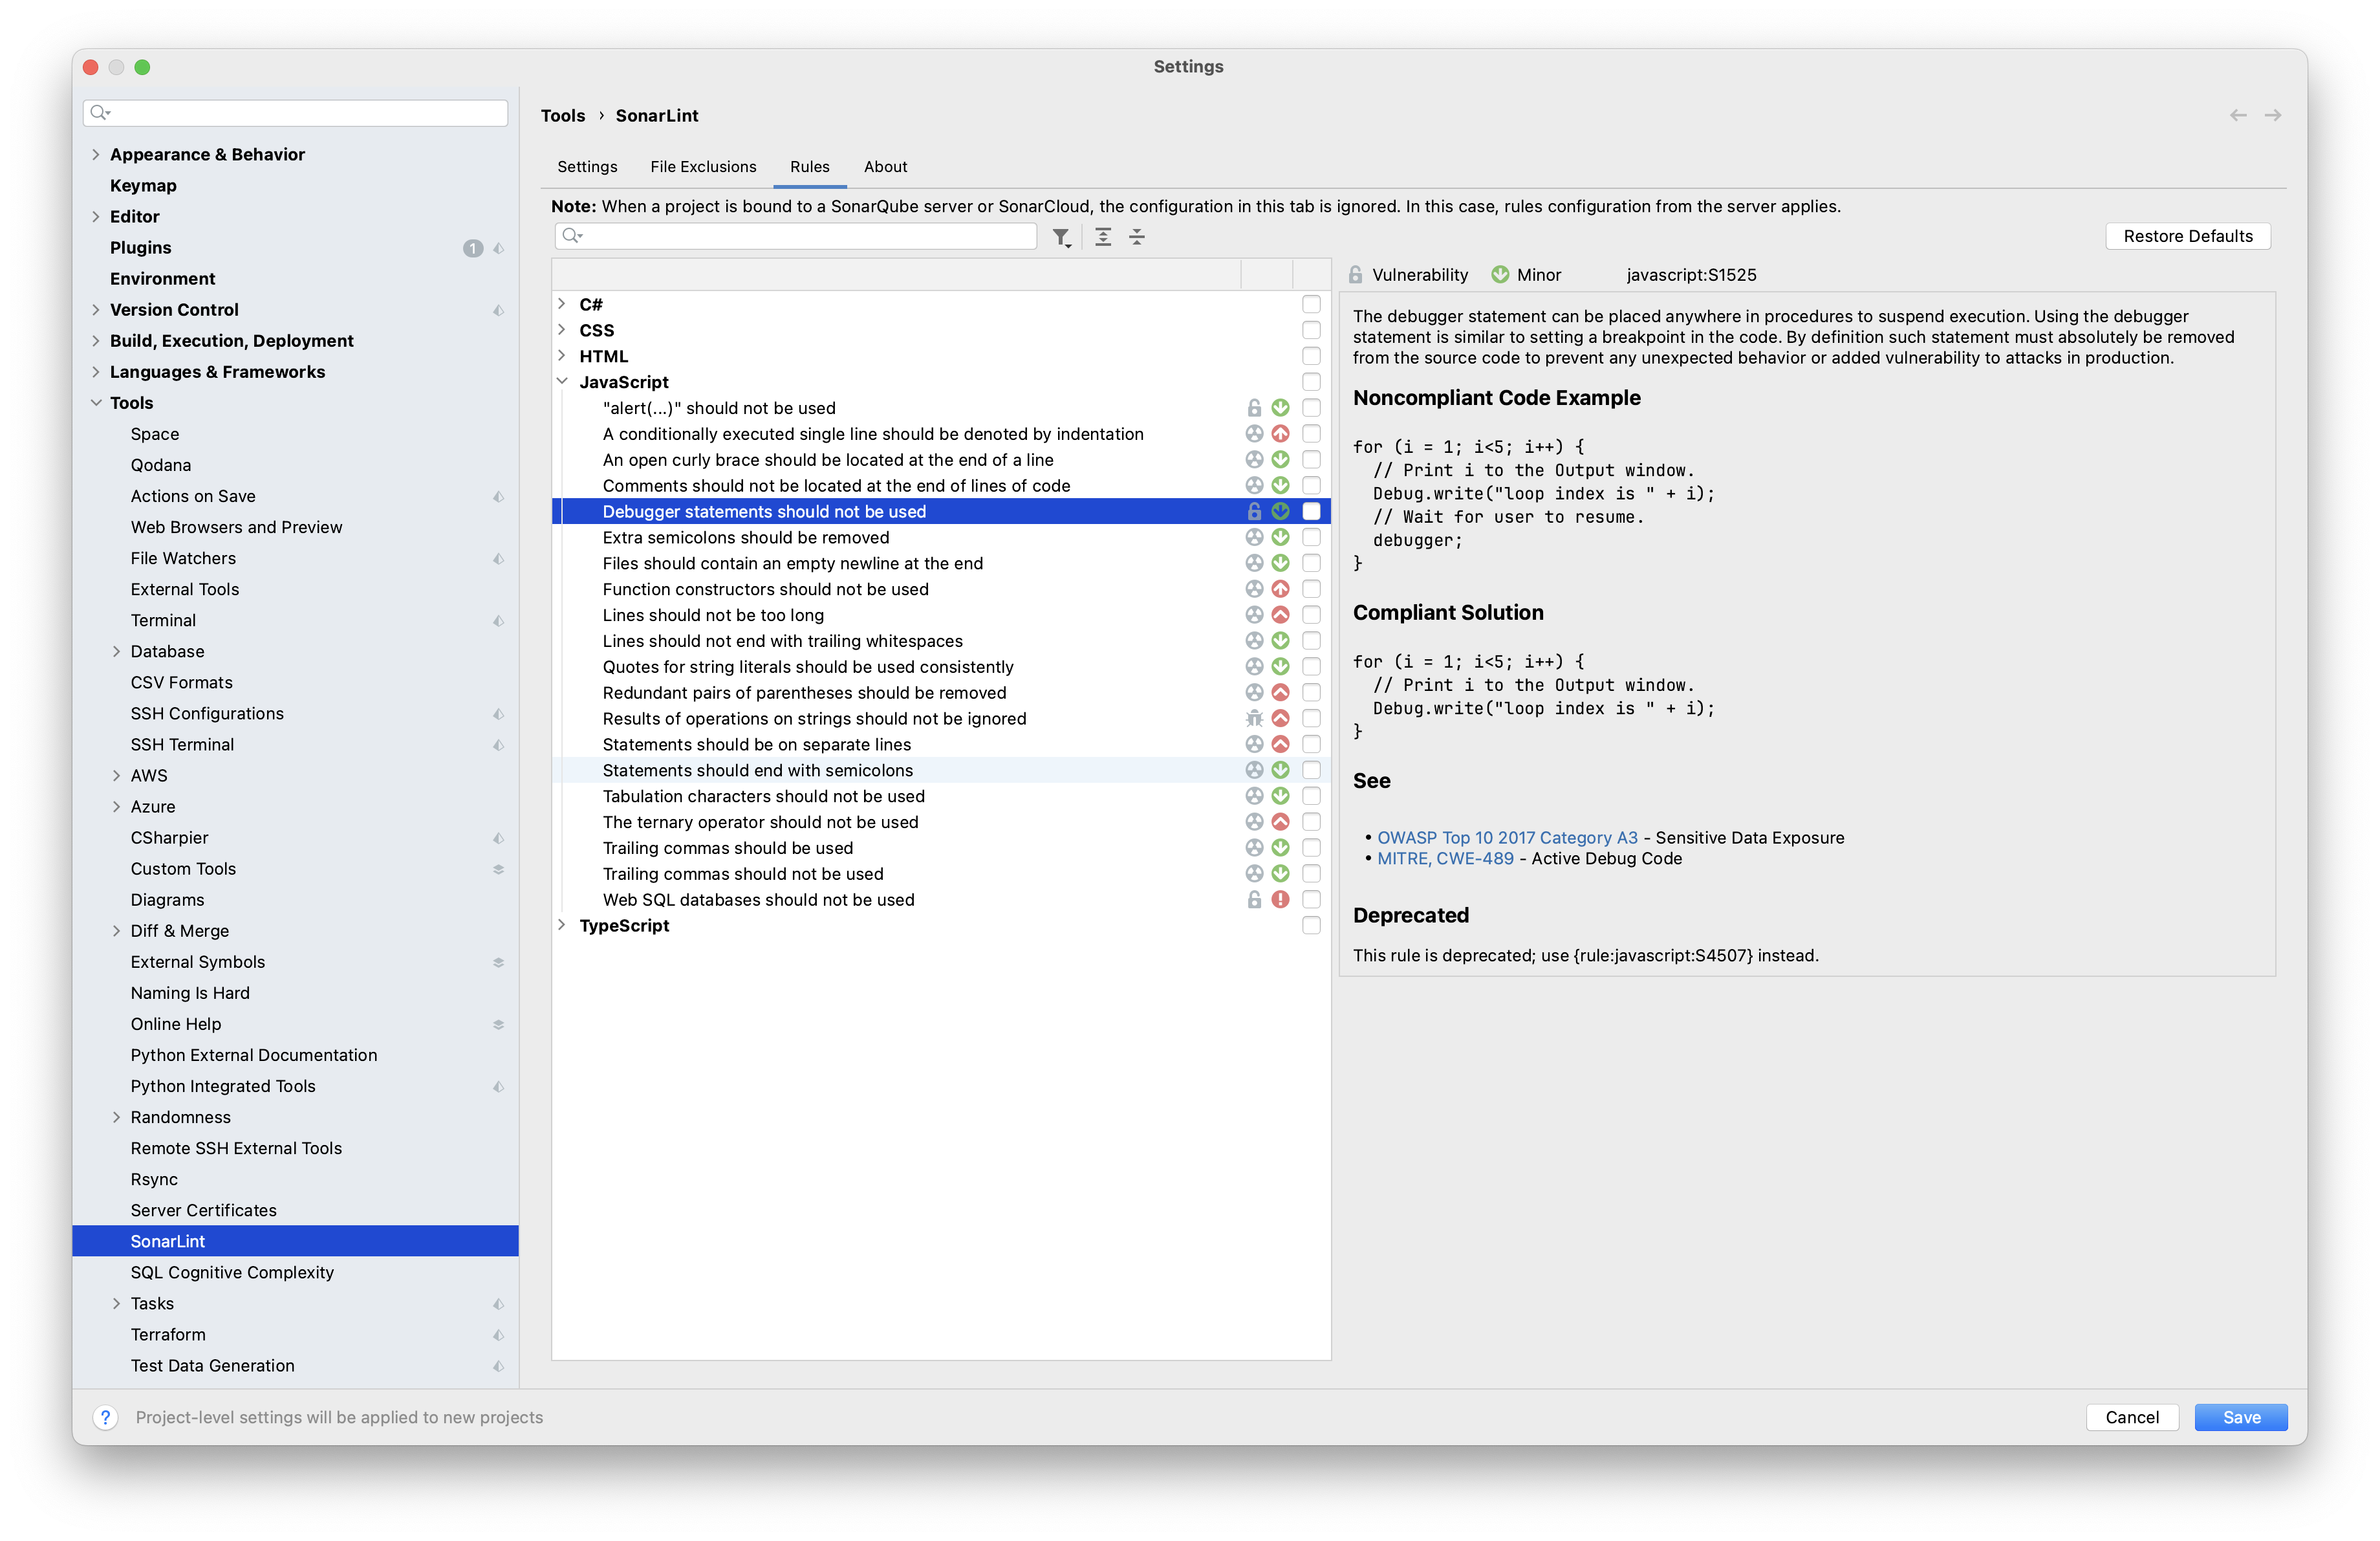 Settings
Appearance & Behavior
Keymap
Editor
Plugins
1
Environment
Version Control
Build, Execution, Deployment
Languages & Frameworks
Tools
Space
Qodana
Actions on Save
Web Browsers and Preview
File Watchers
External Tools
Terminal
Database
CSV Formats
SSH Configurations
SSH Terminal
AWS
Azure
CSharpier
Custom Tools
Diagrams
Diff & Merge
External Symbols
Naming Is Hard
Online Help
Python External Documentation
Python Integrated Tools
Randomness
Remote SSH External Tools
Rsync
Server Certificates
SonarLint
SQL Cognitive Complexity
Tasks
Terraform
Test Data Generation
Tools › SonarLint
Settings File Exclusions Rules About
Note: When a project is bound to a SonarQube server or SonarCloud, the configuration in this tab is ignored. In this case, rules configuration from the server applies.
Restore Defaults
C#
CSS
HTML
JavaScript
"alert(...)" should not be used
A conditionally executed single line should be denoted by indentation
An open curly brace should be located at the end of a line
Comments should not be located at the end of lines of code
Debugger statements should not be used
Extra semicolons should be removed
Files should contain an empty newline at the end
Function constructors should not be used
Lines should not be too long
Lines should not end with trailing whitespaces
Quotes for string literals should be used consistently
Redundant pairs of parentheses should be removed
Results of operations on strings should not be ignored
Statements should be on separate lines
Statements should end with semicolons
Tabulation characters should not be used
The ternary operator should not be used
Trailing commas should be used
Trailing commas should not be used
Web SQL databases should not be used
TypeScript
Vulnerability Minor javascript:S1525
The debugger statement can be placed anywhere in procedures to suspend execution. Using the debugger
statement is similar to setting a breakpoint in the code. By definition such statement must absolutely be removed
from the source code to prevent any unexpected behavior or added vulnerability to attacks in production.
Noncompliant Code Example
for (i = 1; i<5; i++) {
// Print i to the Output window.
Debug.write("loop index is " + i);
// Wait for user to resume.
debugger;
}
Compliant Solution
for (i = 1; i<5; i++) {
// Print i to the Output window.
Debug.write("loop index is " + i);
}
See
• OWASP Top 10 2017 Category A3 - Sensitive Data Exposure
• MITRE, CWE-489 - Active Debug Code
Deprecated
This rule is deprecated; use {rule:javascript:S4507} instead.
? Project-level settings will be applied to new projects
Cancel Save